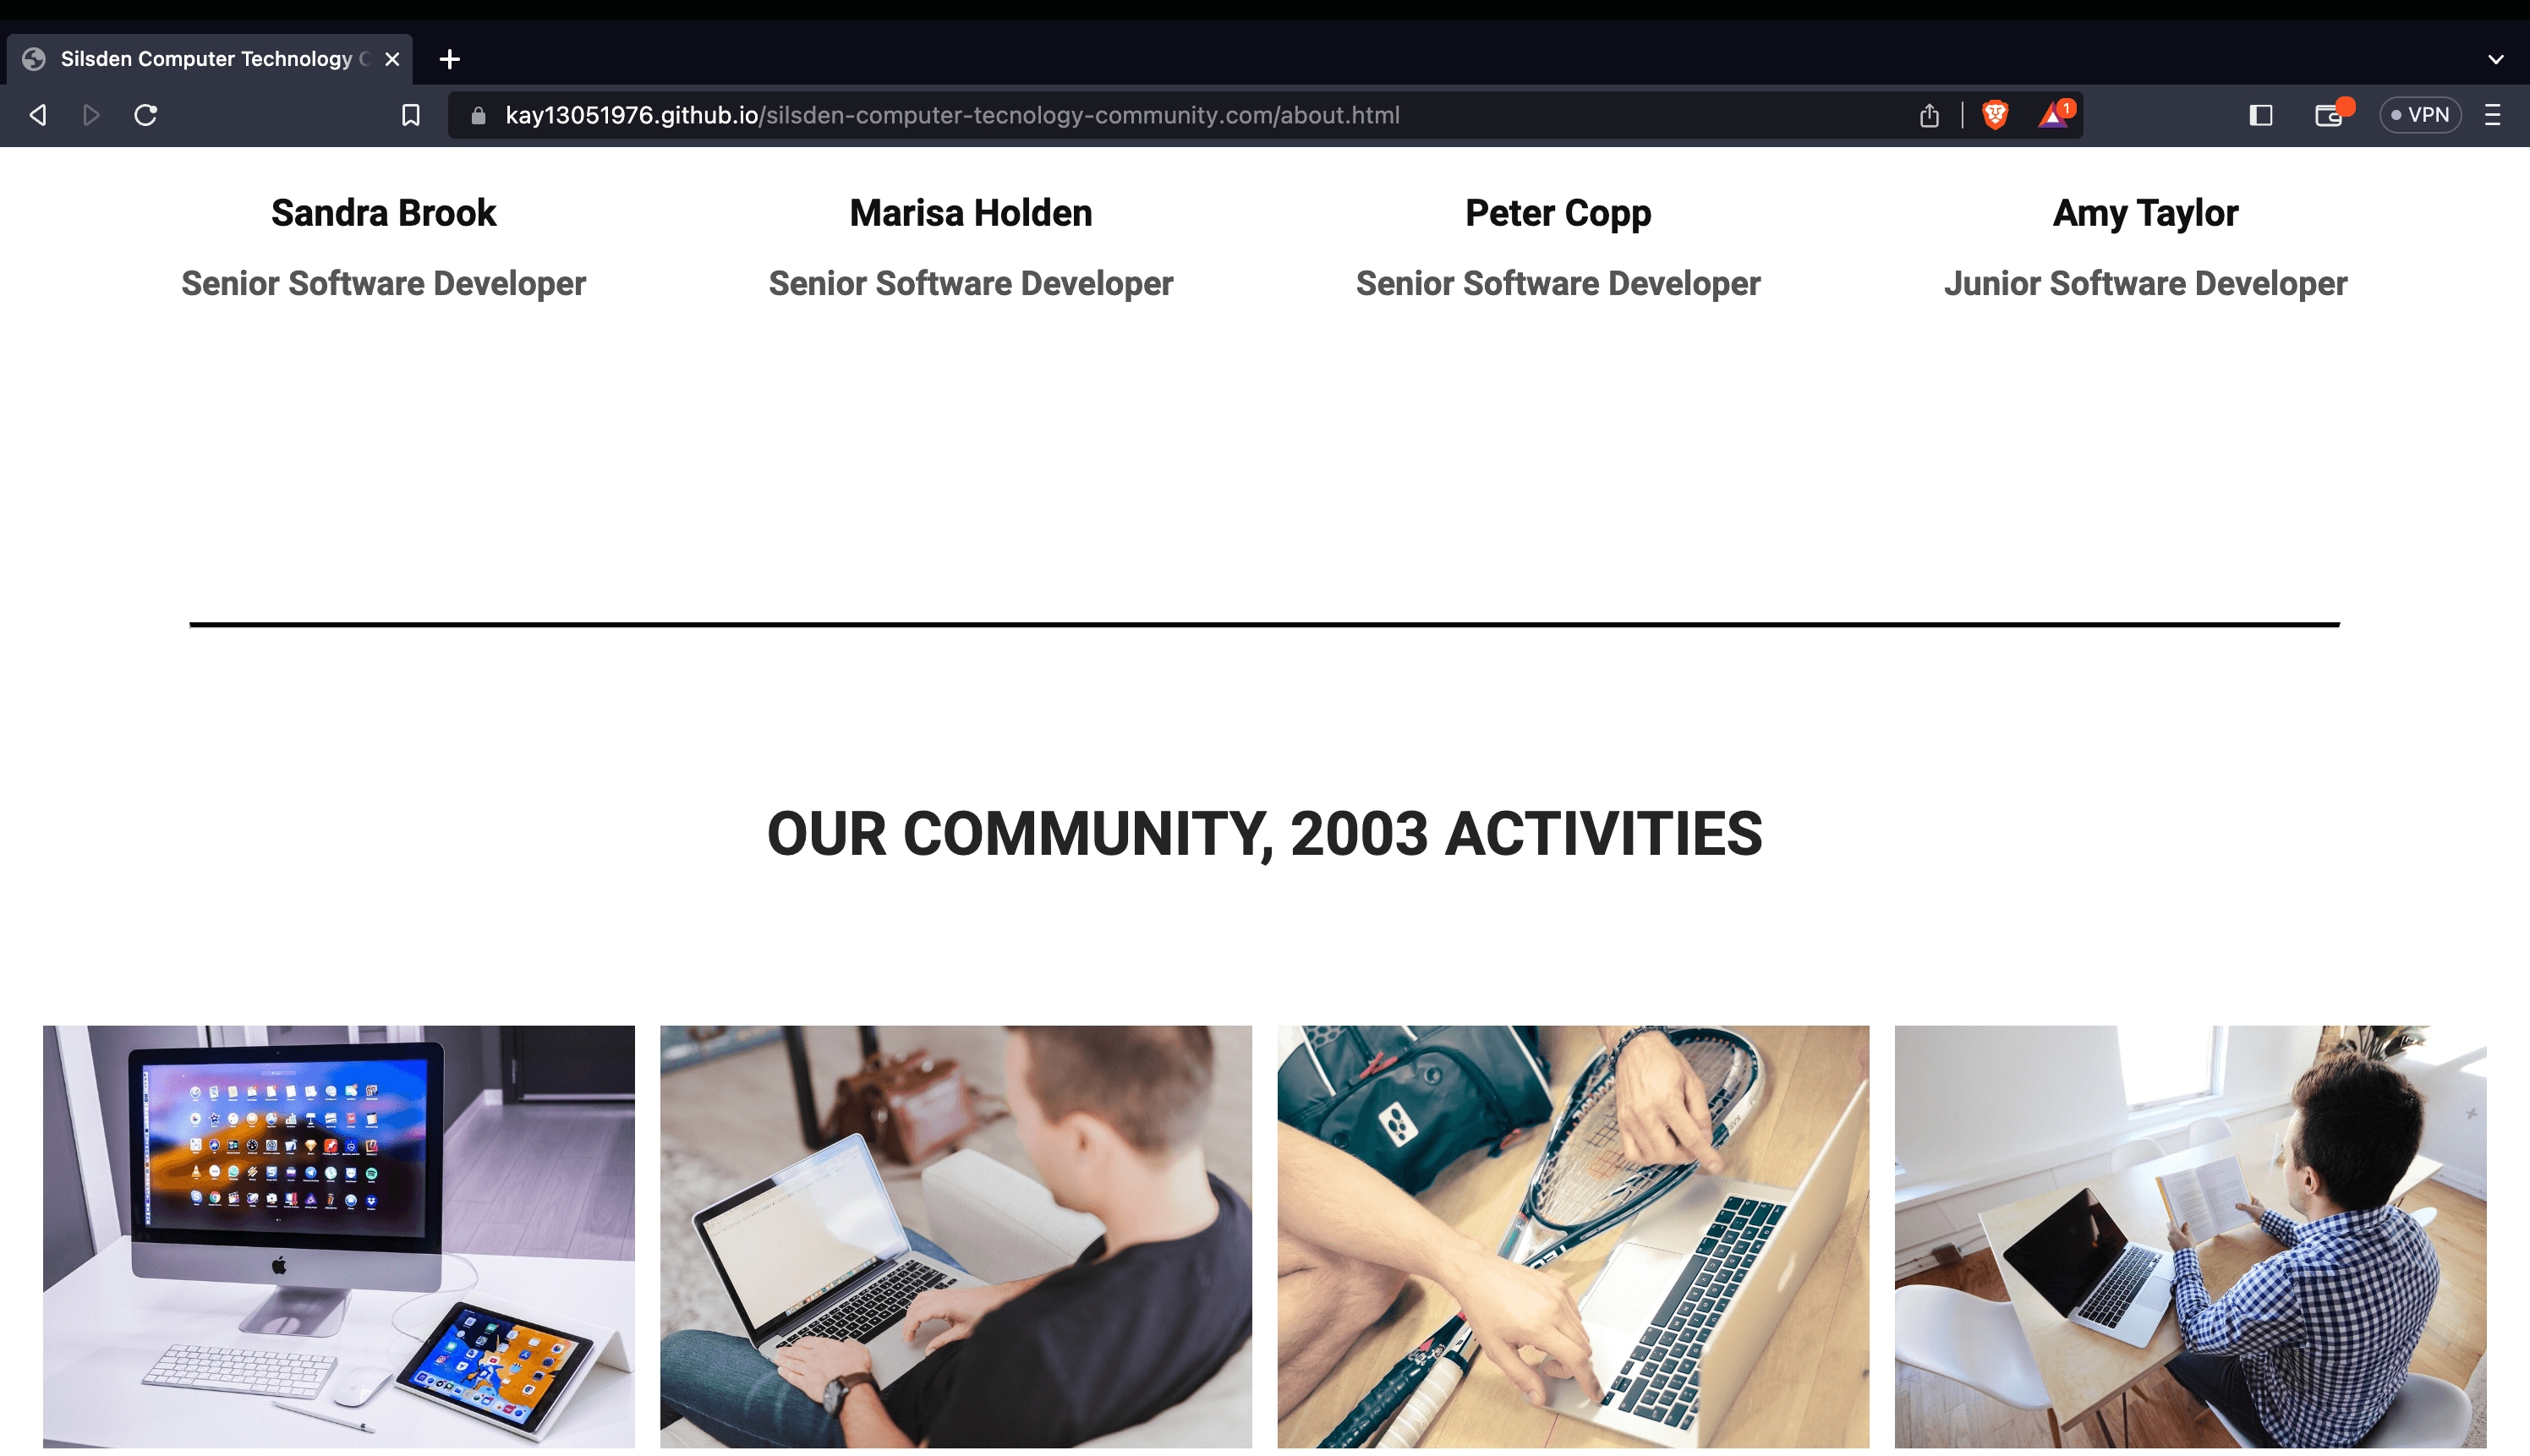 Silsden Computer Technology
kay13051976.github.io/silsden-computer-tecnology-community.com/about.html
1
VPN
Sandra Brook
Marisa Holden
Peter Copp
Amy Taylor
Senior Software Developer
Senior Software Developer
Senior Software Developer
Junior Software Developer
OUR COMMUNITY, 2003 ACTIVITIES